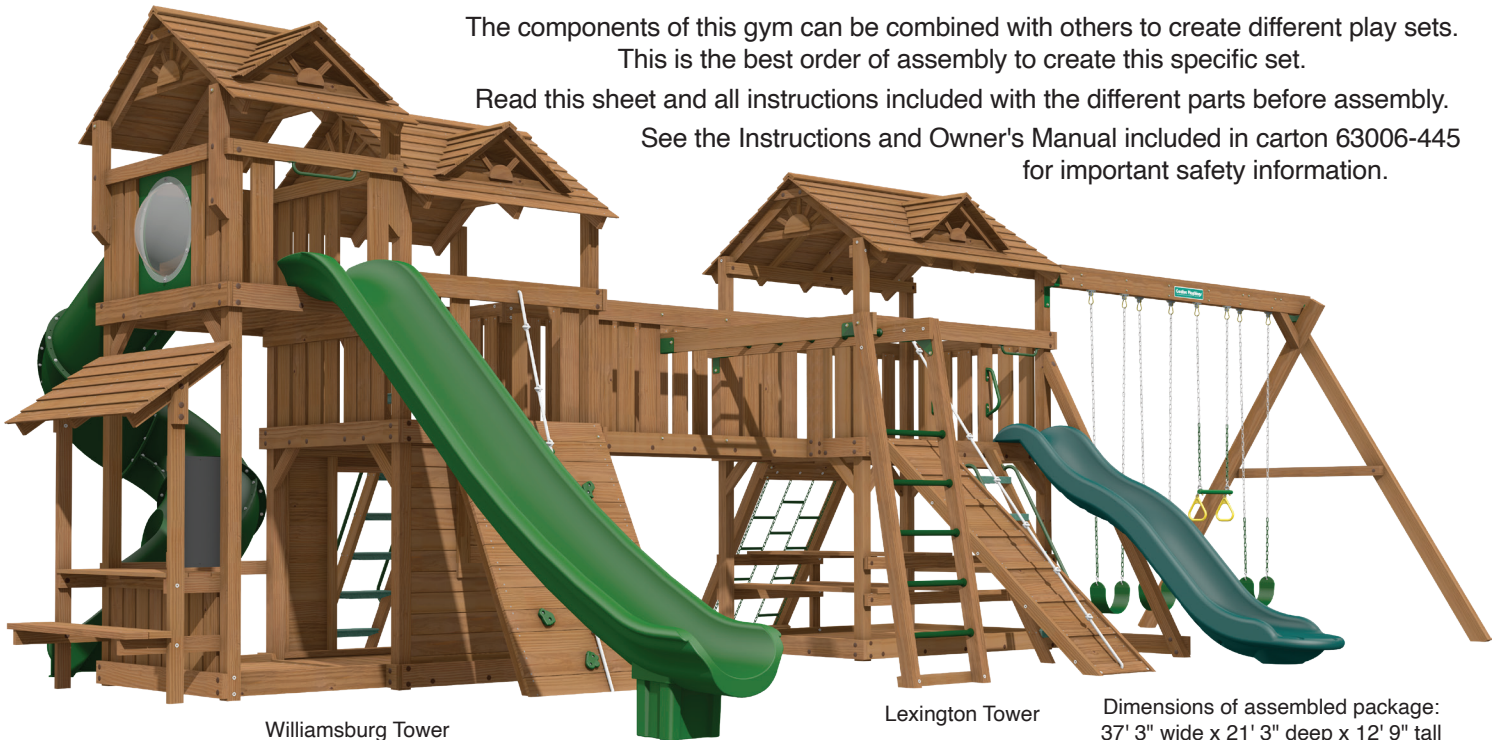 The components of this gym can be combined with others to create different play sets.
This is the best order of assembly to create this specific set.
Read this sheet and all instructions included with the different parts before assembly.
See the Instructions and Owner's Manual included in carton 63006-445
for important safety information.
Williamsburg Tower
Lexington Tower
Dimensions of assembled package:
37' 3" wide x 21' 3" deep x 12' 9" tall